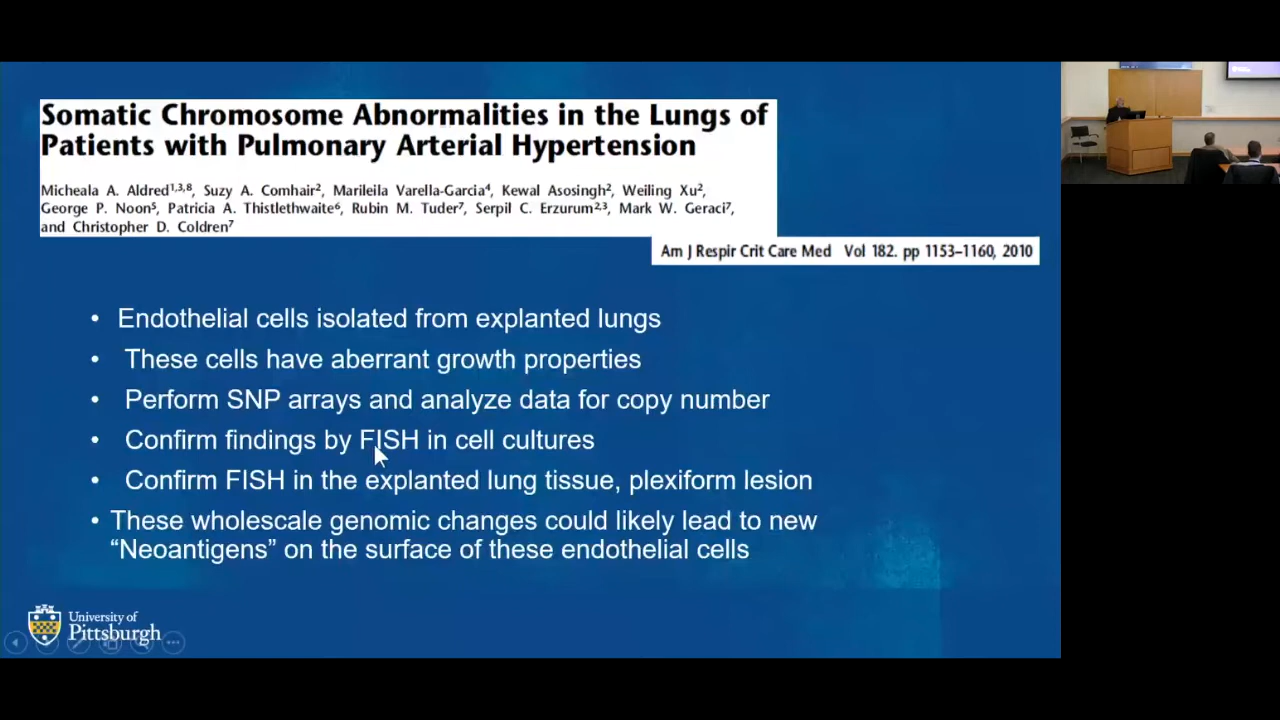 Somatic Chromosome Abnormalities in the Lungs of
Patients with Pulmonary Arterial Hypertension
Micheala A. Aldred1,3,8, Suzy A. Comhair2, Marileila Varella-Garcia4, Kewal Asosingh2, Weiling Xu2,
George P. Noon5, Patricia A. Thistlethwaite6, Rubin M. Tuder7, Serpil C. Erzurum2,3, Mark W. Geraci7,
and Christopher D. Coldren7
Am J Respir Crit Care Med Vol 182. pp 1153–1160, 2010
• Endothelial cells isolated from explanted lungs
• These cells have aberrant growth properties
• Perform SNP arrays and analyze data for copy number
• Confirm findings by FISH in cell cultures
• Confirm FISH in the explanted lung tissue, plexiform lesion
• These wholescale genomic changes could likely lead to new
“Neoantigens” on the surface of these endothelial cells
University of
Pittsburgh